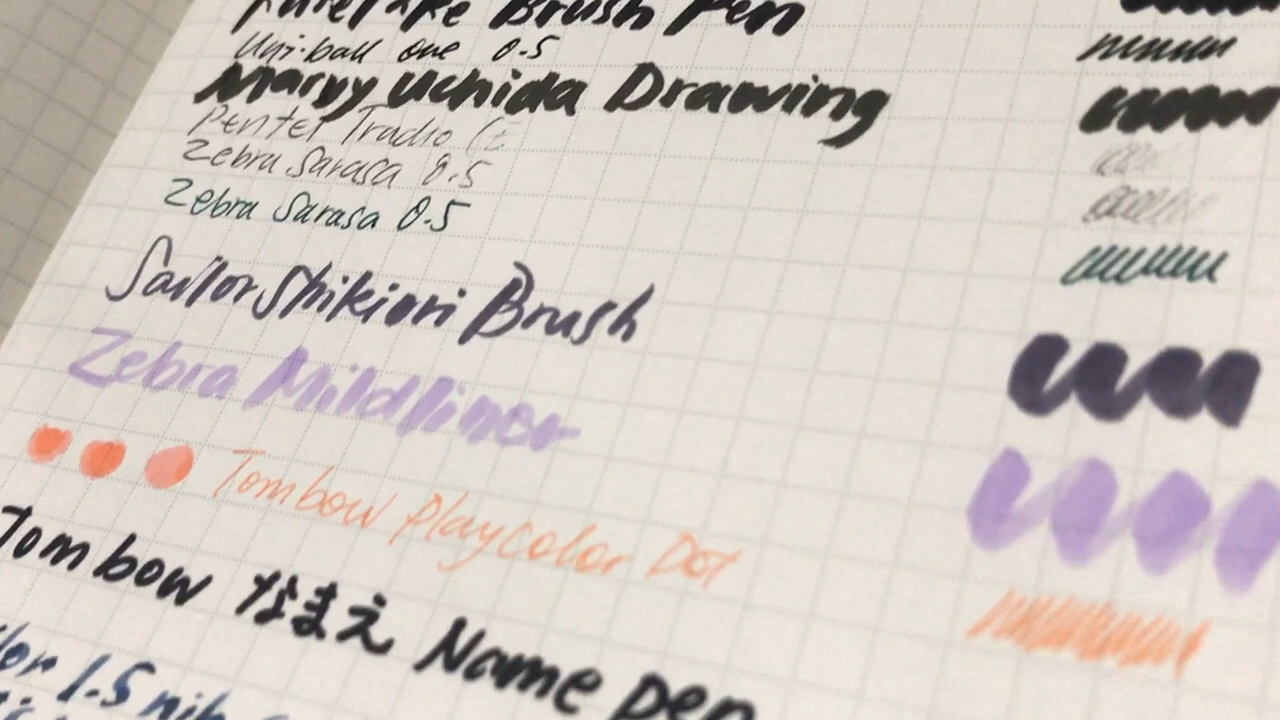 Brush Pen
Uni-ball one 0.5
Marvy Uchida Drawing
Pentel Tradio
Zebra Sarasa 0.5
Zebra Sarasa 0.5
Sailor Shikiori Brush
Zebra Mildliner
Tombow Playcolor Dot
Tombow なまえ Name Pen
1.5 nib